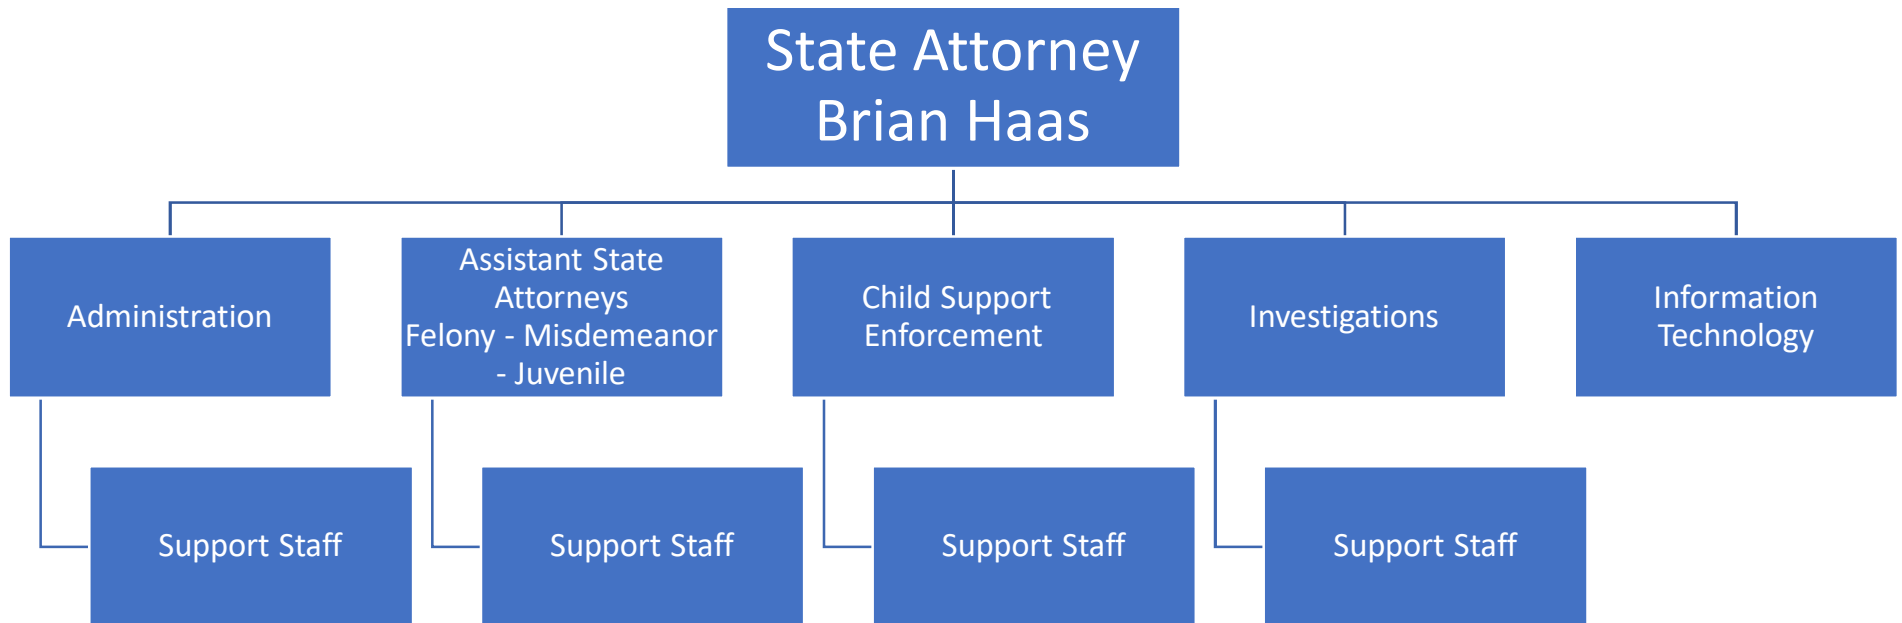 State Attorney
Brian Haas
Administration
Assistant State
Attorneys
Felony - Misdemeanor
- Juvenile
Child Support
Enforcement
Investigations
Information
Technology
Support Staff
Support Staff
Support Staff
Support Staff